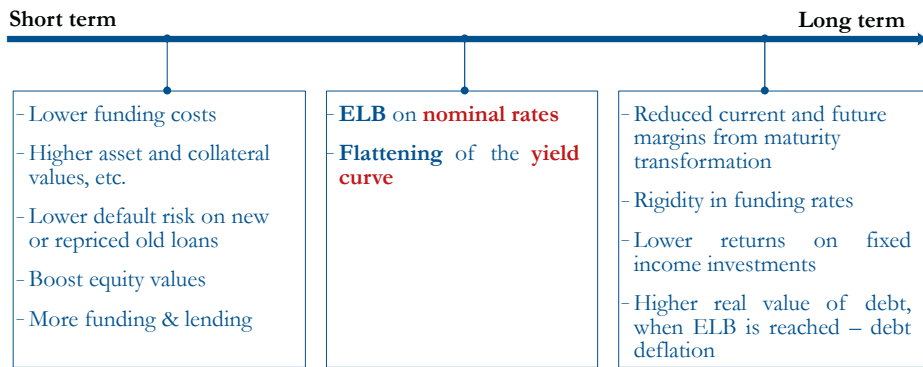 Short term
Long term
– Lower funding costs
– Higher asset and collateral
values, etc.
– Lower default risk on new
or repriced old loans
– Boost equity values
– More funding & lending
– ELB on nominal rates
– Flattening of the yield
curve
– Reduced current and future
margins from maturity
transformation
– Rigidity in funding rates
– Lower returns on fixed
income investments
– Higher real value of debt,
when ELB is reached – debt
deflation